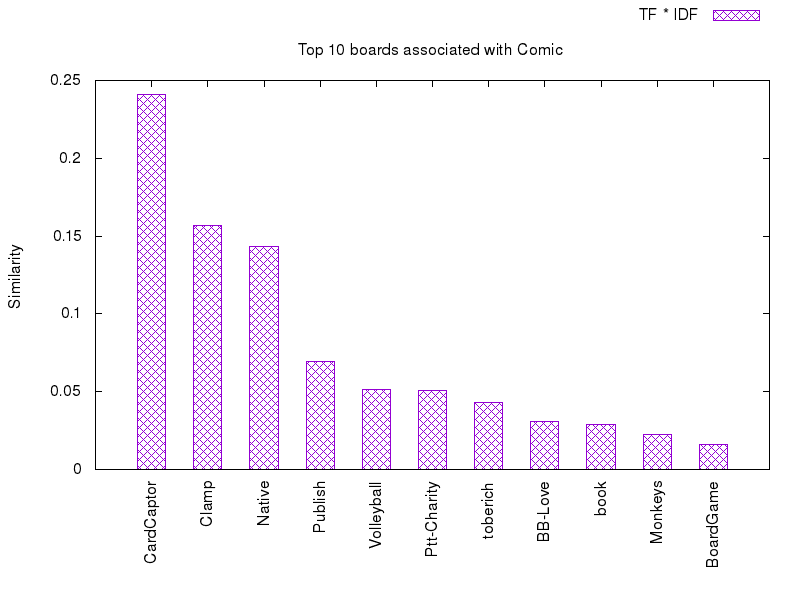 TF * IDF
Top 10 boards associated with Comic
0.25
0.2
0.15
0.1
0.05
0
Similarity
CardCaptor
Clamp
Native
Publish
Volleyball
Ptt-Charity
toberich
BB-Love
book
Monkeys
BoardGame